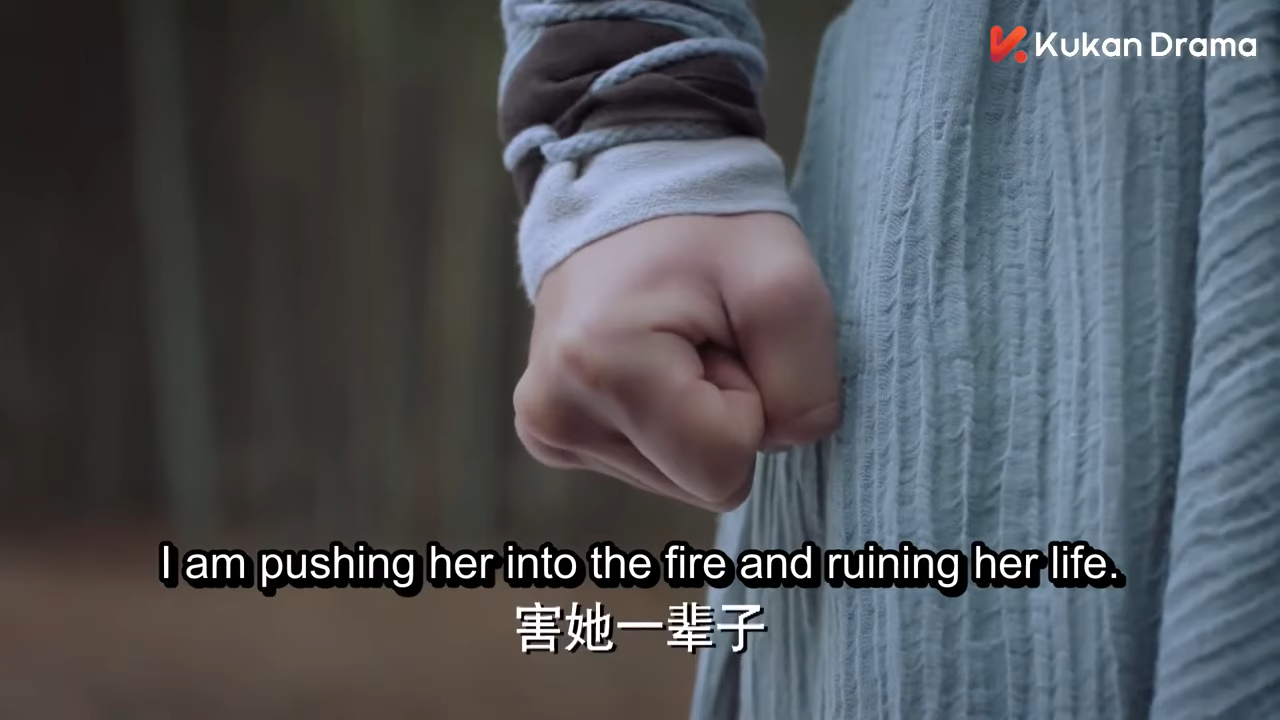 Kukan Drama
I am pushing her into the fire and ruining her life.
害她一辈子